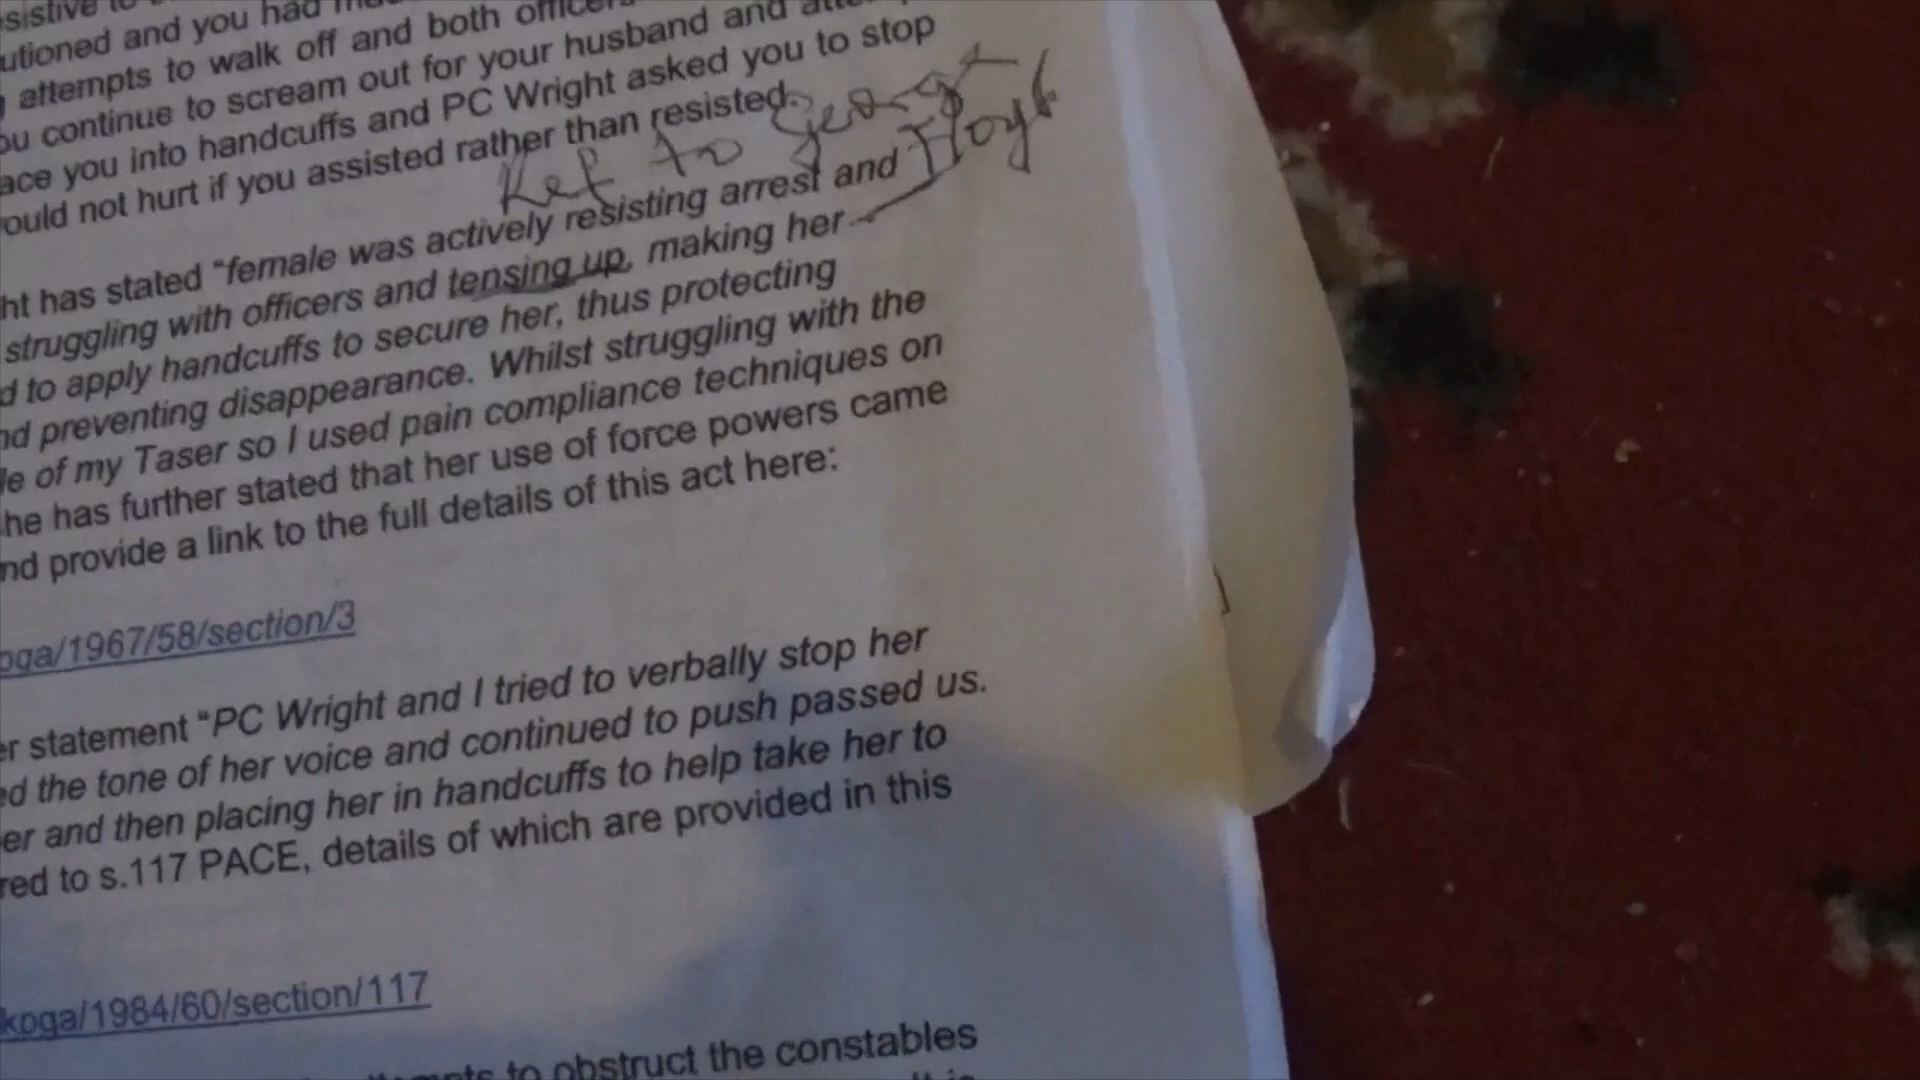 utioned and you had
attempts to walk off and both officers
ou continue to scream out for your husband and
ace you into handcuffs and PC Wright asked you to stop
ould not hurt if you assisted rather than resisted.
Ref to George
Floyd
ht has stated "female was actively resisting arrest and
struggling with officers and tensing up, making her
d to apply handcuffs to secure her, thus protecting
nd preventing disappearance. Whilst struggling with the
le of my Taser so I used pain compliance techniques on
he has further stated that her use of force powers came
nd provide a link to the full details of this act here:
pga/1967/58/section/3
er statement "PC Wright and I tried to verbally stop her
ed the tone of her voice and continued to push passed us.
er and then placing her in handcuffs to help take her to
red to s.117 PACE, details of which are provided in this
kpga/1984/60/section/117
to obstruct the constables